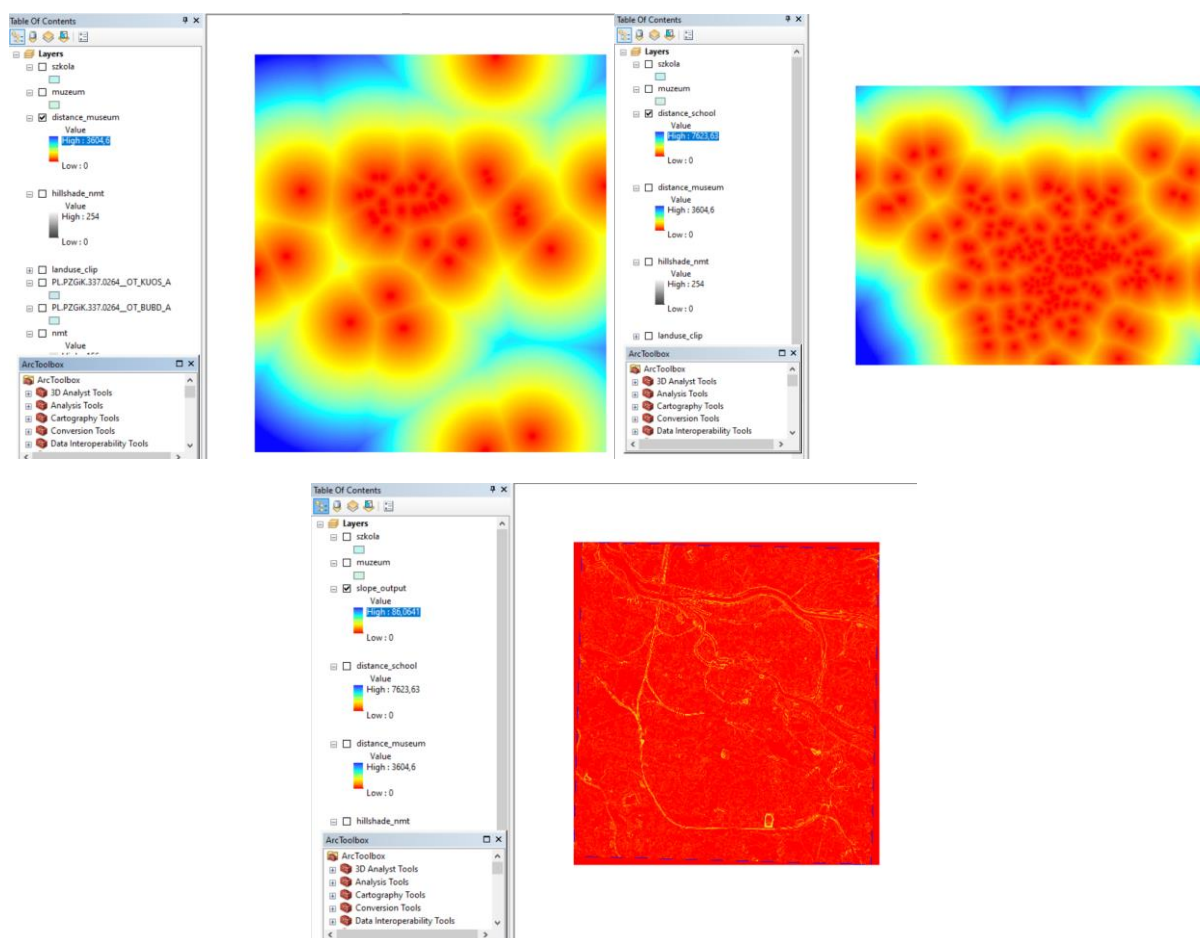 Table Of Contents
Layers
szkola
muzeum
distance_museum
Value
High : 3604,6
Low : 0
hillshade_nmt
Value
High : 254
Low : 0
landuse_clip
PL.PZGiK.337.0264__OT_KUOS_A
PL.PZGiK.337.0264__OT_BUBD_A
nmt
Value
ArcToolbox
ArcToolbox
3D Analyst Tools
Analysis Tools
Cartography Tools
Conversion Tools
Data Interoperability Tools
Table Of Contents
Layers
szkola
muzeum
distance_school
Value
High : 7623,63
Low : 0
distance_museum
Value
High : 3604,6
Low : 0
hillshade_nmt
Value
High : 254
Low : 0
landuse_clip
ArcToolbox
ArcToolbox
3D Analyst Tools
Analysis Tools
Cartography Tools
Conversion Tools
Data Interoperability Tools
Table Of Contents
Layers
szkola
muzeum
slope_output
Value
High : 86,0641
Low : 0
distance_school
Value
High : 7623,63
Low : 0
distance_museum
Value
High : 3604,6
Low : 0
hillshade_nmt
ArcToolbox
ArcToolbox
3D Analyst Tools
Analysis Tools
Cartography Tools
Conversion Tools
Data Interoperability Tools